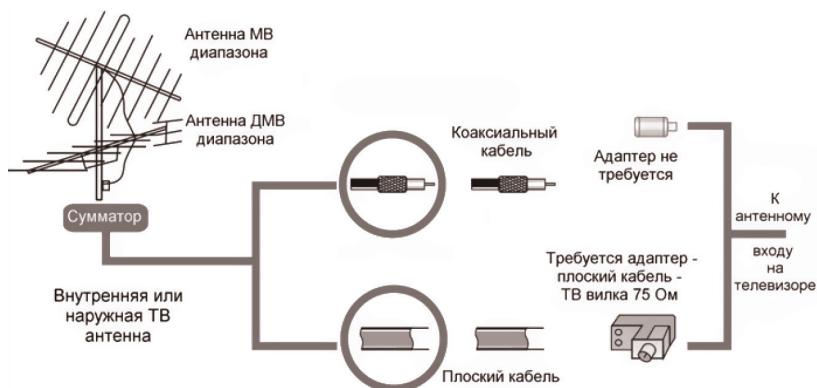 Антенна МВ
диапазона
Антенна ДМВ
диапазона
Сумматор
Внутренняя или
наружная ТВ
антенна
Коаксиальный
кабель
Адаптер не
требуется
Требуется адаптер -
плоский кабель -
ТВ вилка 75 Ом
Плоский кабель
К
антенному
входу
на
телевизоре